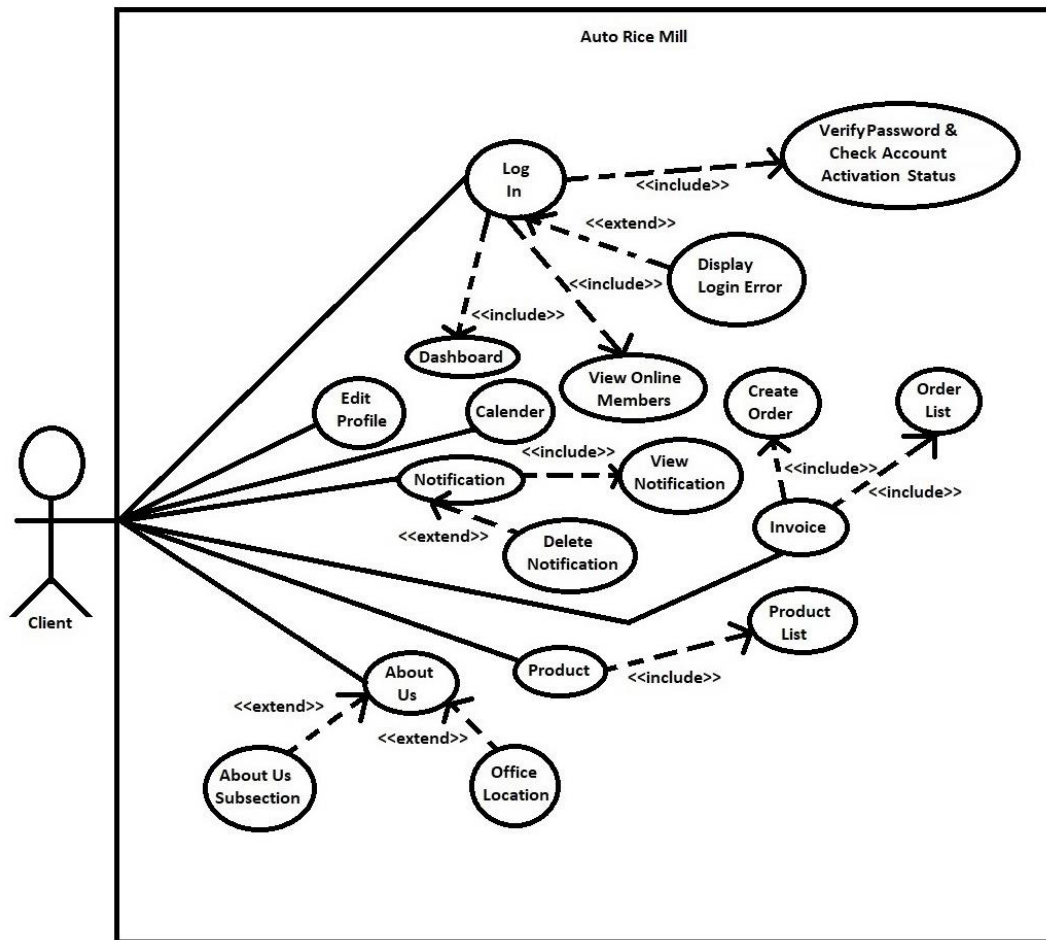 Auto Rice Mill
Verify Password &
Check Account
Activation Status
Log
In
<<include>>
<<extend>>
Display
Login Error
<<include>>
<<include>>
Dashboard
View Online
Members
Create
Order
Order
List
Edit
Profile
Calender
<<include>>
View
Notification
Notification
<<include>>
<<include>>
<<extend>>
Delete
Notification
Invoice
Client
Product
List
About
Us
Product
<<include>>
<<extend>>
<<extend>>
About Us
Subsection
Office
Location